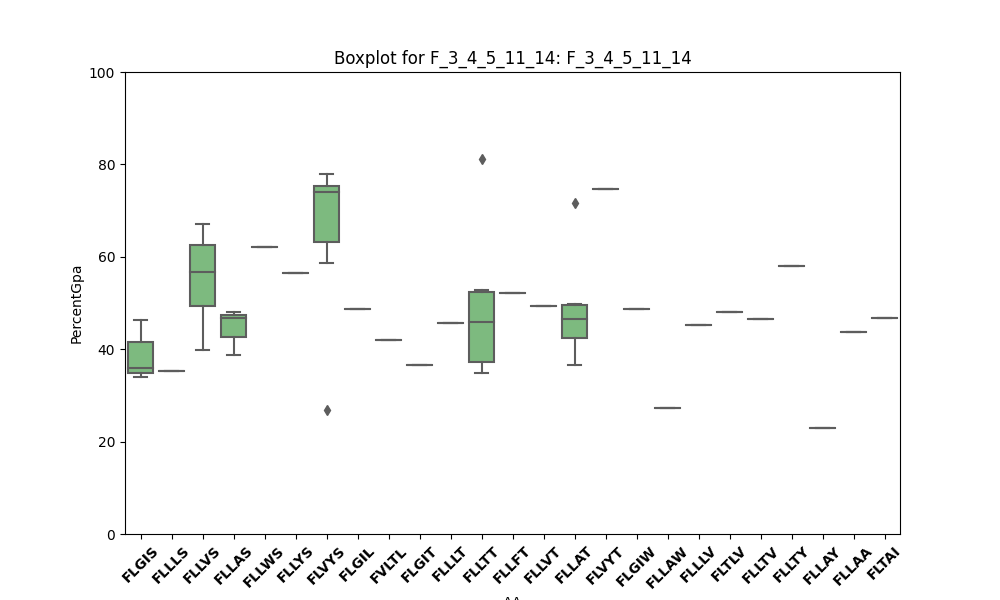 Boxplot for F_3_4_5_11_14: F_3_4_5_11_14
PercentGpa
100
80
60
40
20
0
FLGIS FLLLS FLLVS FLLAS FLLWS FLLYS FLVYS FLGIL FVLTL FLGIT FLLLT FLLTT FLLFT FLLVT FLLAT FLVYT FLGIW FLLAW FLLLV FLTLV FLLTV FLLTY FLLAY FLLAA FLTAI